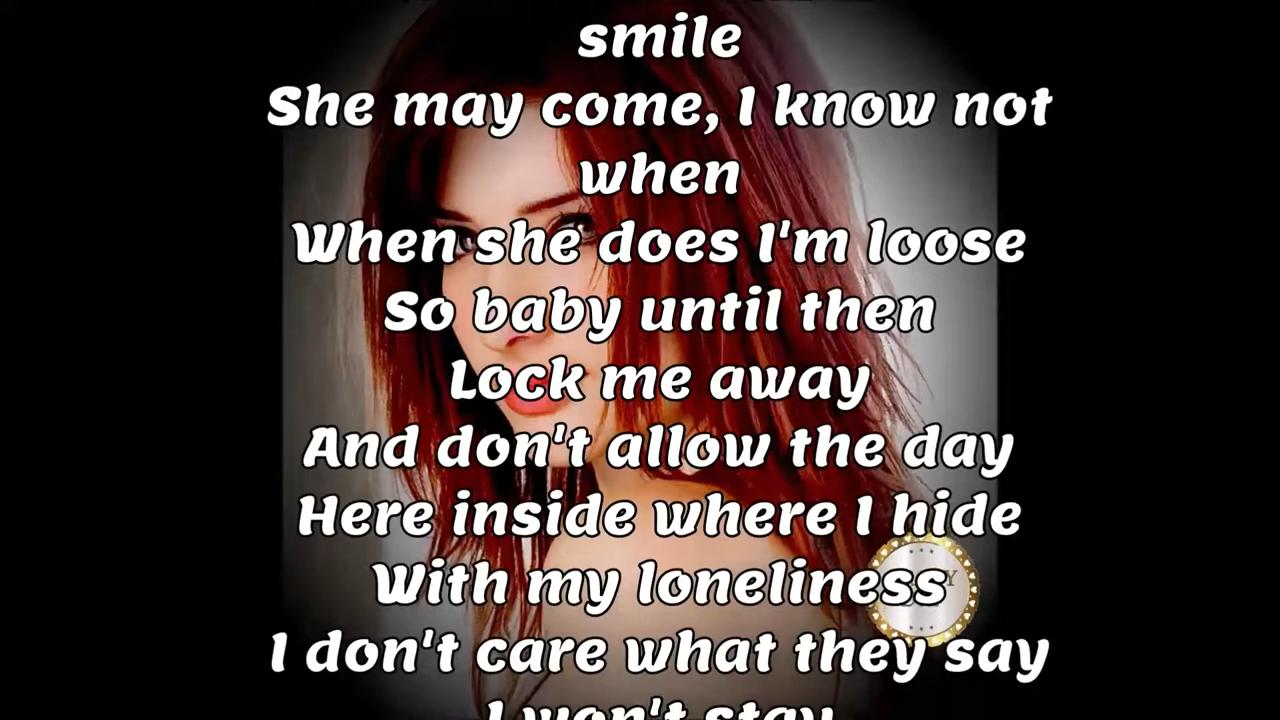 smile
She may come, I know not
when
When she does I'm loose
So baby until then
Lock me away
And don't allow the day
Here inside where I hide
With my loneliness
I don't care what they say
I won't stay